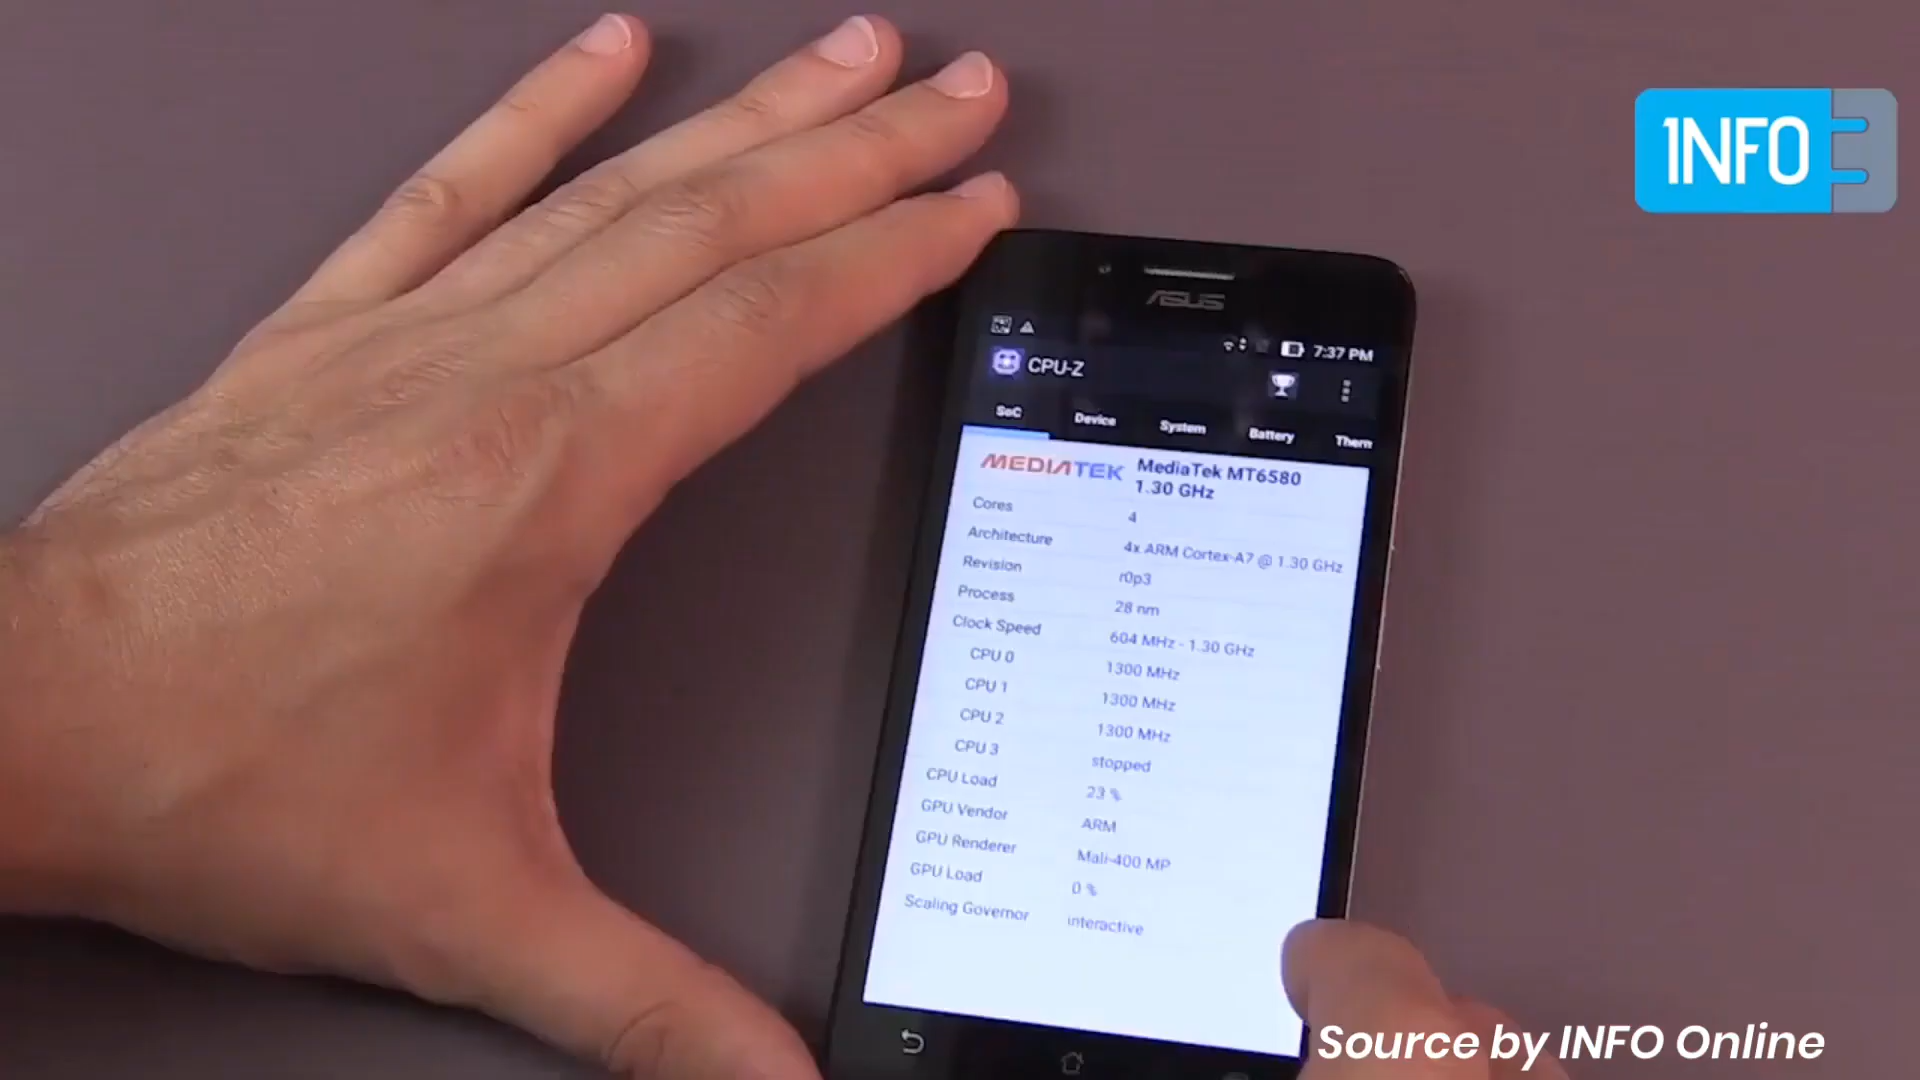 1NFO
ASUS
7:37 PM
CPU-Z
SoC Device System Battery Therm
MEDIATEK MediaTek MT6580
1.30 GHz
Cores 4
Architecture 4x ARM Cortex-A7 @ 1.30 GHz
Revision r0p3
Process 28 nm
Clock Speed 604 MHz - 1.30 GHz
CPU 0 1300 MHz
CPU 1 1300 MHz
CPU 2 1300 MHz
CPU 3 stopped
CPU Load 23 %
GPU Vendor ARM
GPU Renderer Mali-400 MP
GPU Load 0 %
Scaling Governor interactive
Source by INFO Online